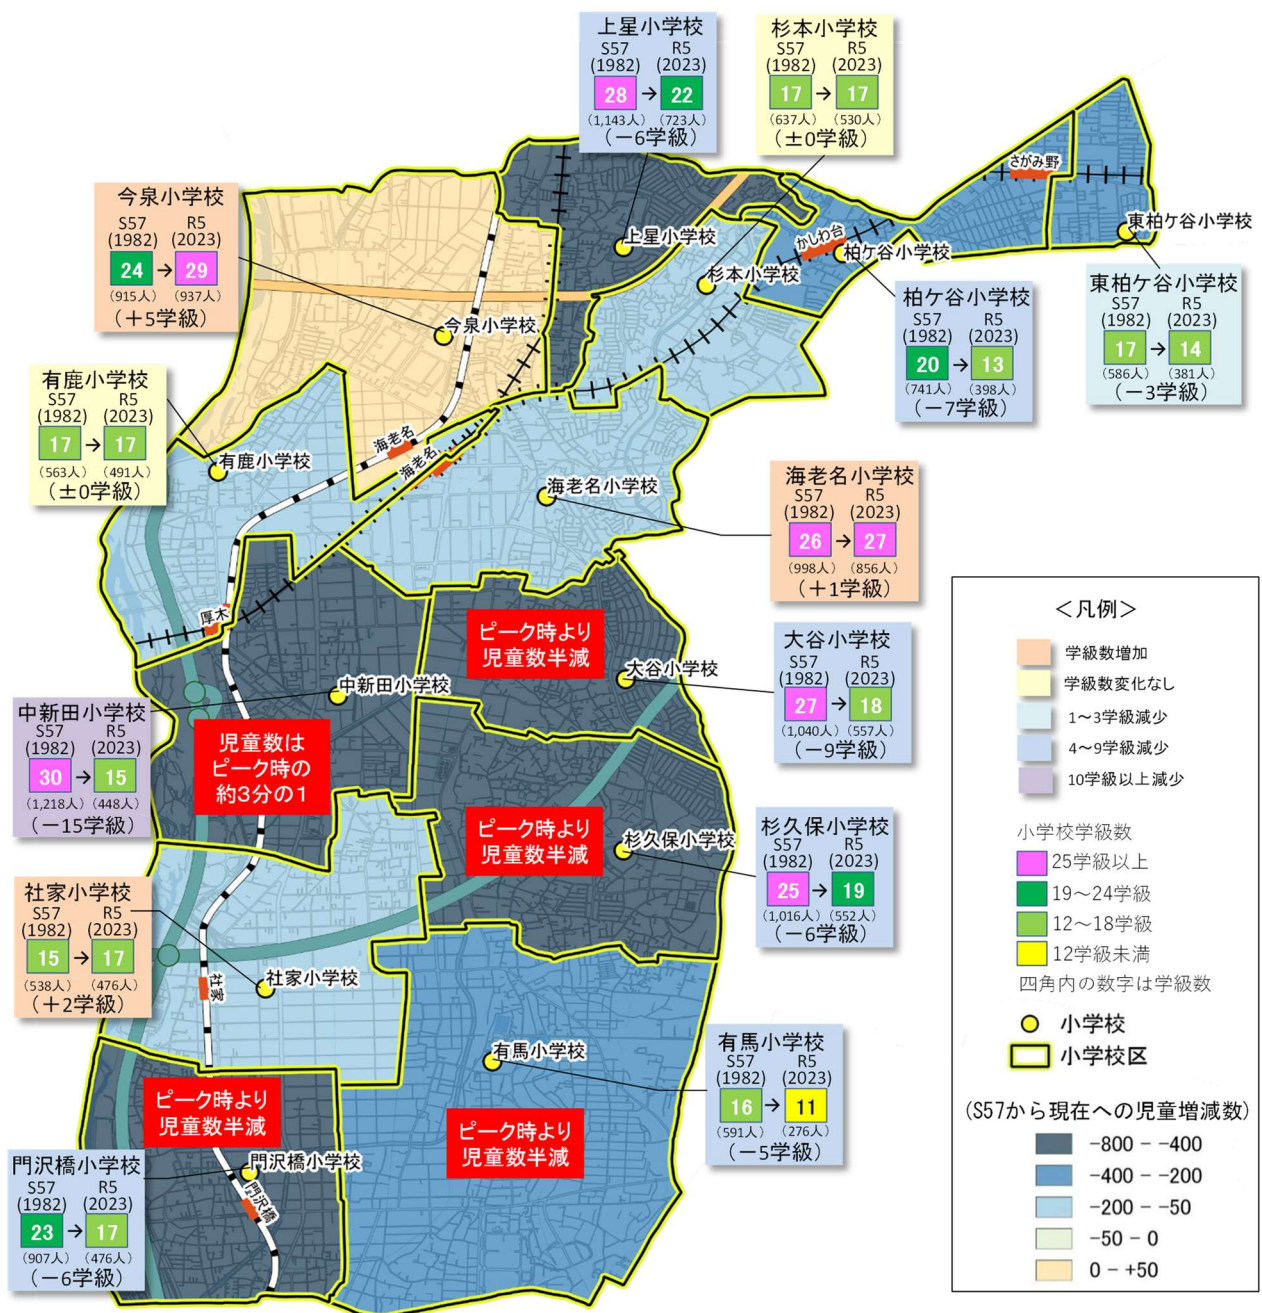 上星小学校
S57
(1982)
R5
(2023)
28 → 22
(1,143人)
(723人)
(－6学級)
杉本小学校
S57
(1982)
R5
(2023)
17 → 17
(637人)
(530人)
(±0学級)
今泉小学校
S57
(1982)
R5
(2023)
24 → 29
(915人)
(937人)
(＋5学級)
さがみ野
東柏ケ谷小学校
上星小学校
かしわ台
柏ケ谷小学校
杉本小学校
柏ケ谷小学校
S57
(1982)
R5
(2023)
20 → 13
(741人)
(398人)
(－7学級)
東柏ケ谷小学校
S57
(1982)
R5
(2023)
17 → 14
(586人)
(381人)
(－3学級)
今泉小学校
有鹿小学校
S57
(1982)
R5
(2023)
17 → 17
(563人)
(491人)
(±0学級)
有鹿小学校
海老名
海老名
海老名小学校
海老名小学校
S57
(1982)
R5
(2023)
26 → 27
(998人)
(856人)
(＋1学級)
厚木
ピーク時より
児童数半減
大谷小学校
大谷小学校
S57
(1982)
R5
(2023)
27 → 18
(1,040人)
(557人)
(－9学級)
中新田小学校
中新田小学校
S57
(1982)
R5
(2023)
30 → 15
(1,218人)
(448人)
(－15学級)
児童数は
ピーク時の
約3分の1
ピーク時より
児童数半減
杉久保小学校
杉久保小学校
S57
(1982)
R5
(2023)
25 → 19
(1,016人)
(552人)
(－6学級)
社家小学校
S57
(1982)
R5
(2023)
15 → 17
(538人)
(476人)
(＋2学級)
社家
社家小学校
有馬小学校
有馬小学校
S57
(1982)
R5
(2023)
16 → 11
(591人)
(276人)
(－5学級)
ピーク時より
児童数半減
ピーク時より
児童数半減
門沢橋小学校
門沢橋
門沢橋小学校
S57
(1982)
R5
(2023)
23 → 17
(907人)
(476人)
(－6学級)
＜凡例＞
学級数増加
学級数変化なし
1～3学級減少
4～9学級減少
10学級以上減少
小学校学級数
25学級以上
19～24学級
12～18学級
12学級未満
四角内の数字は学級数
小学校
小学校区
(S57から現在への児童増減数)
-800 - -400
-400 - -200
-200 - -50
-50 - 0
0 - +50